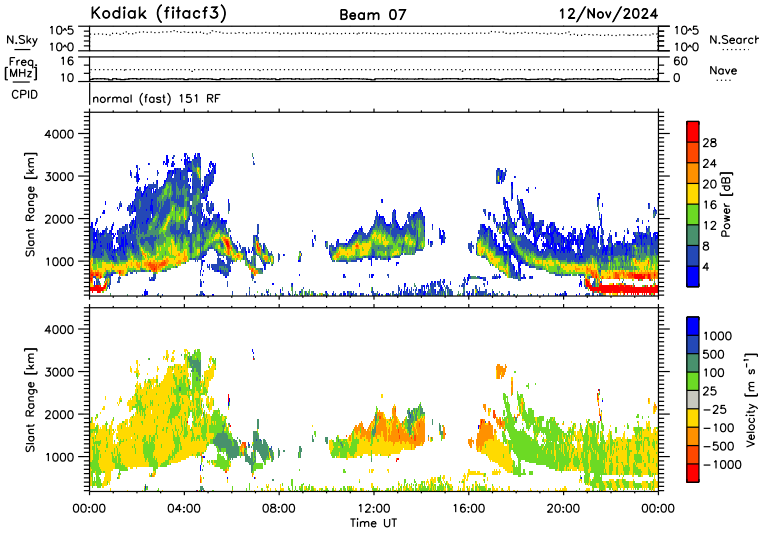 Kodiak (fitacf3) Beam 07 12/Nov/2024
N.Sky 10^5 10^0 10^5 10^0 N.Search
Freq. [MHz] 16 10 60 0 Nave
CPID normal (fast) 151 RF
Slant Range [km] 4000 3000 2000 1000
Power [dB] 28 24 20 16 12 8 4
Slant Range [km] 4000 3000 2000 1000
Velocity [m s⁻¹] 1000 500 100 25 −25 −100 −500 −1000
00:00 04:00 08:00 12:00 16:00 20:00 00:00
Time UT